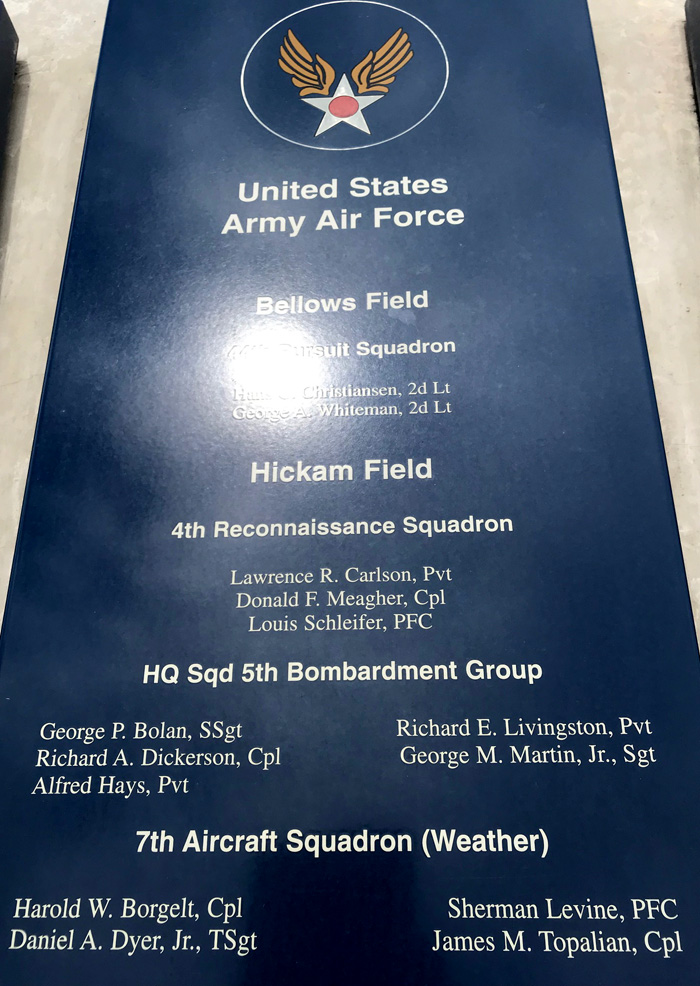 United States
Army Air Force
Bellows Field
Pursuit Squadron
Christiansen, 2d Lt
George A. Whiteman, 2d Lt
Hickam Field
4th Reconnaissance Squadron
Lawrence R. Carlson, Pvt
Donald F. Meagher, Cpl
Louis Schleifer, PFC
HQ Sqd 5th Bombardment Group
George P. Bolan, SSgt
Richard A. Dickerson, Cpl
Alfred Hays, Pvt
Richard E. Livingston, Pvt
George M. Martin, Jr., Sgt
7th Aircraft Squadron (Weather)
Harold W. Borgelt, Cpl
Daniel A. Dyer, Jr., TSgt
Sherman Levine, PFC
James M. Topalian, Cpl